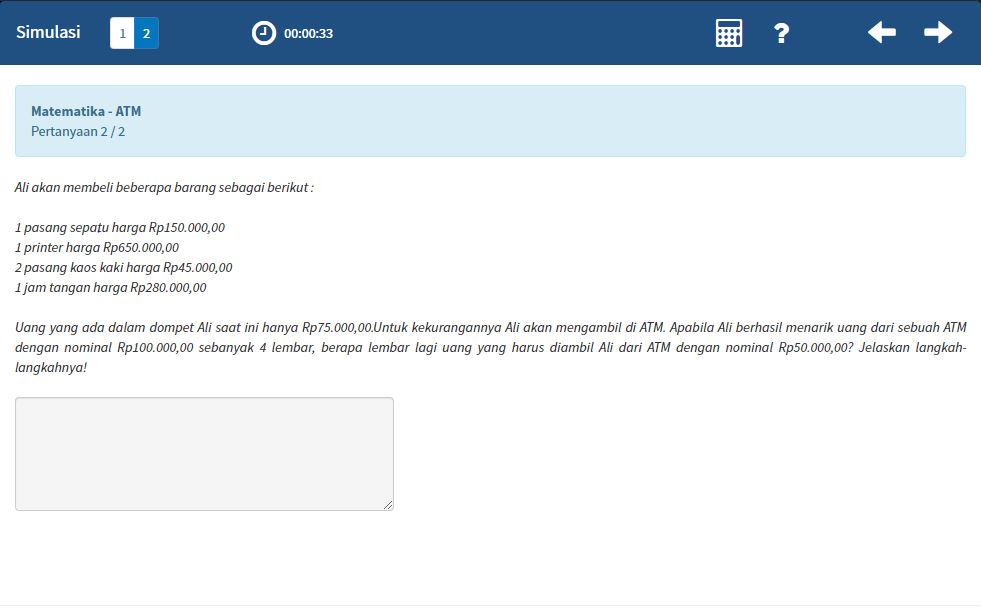 Simulasi
1 2
00:00:33
?
Matematika - ATM
Pertanyaan 2 / 2
Ali akan membeli beberapa barang sebagai berikut :
1 pasang sepatu harga Rp150.000,00
1 printer harga Rp650.000,00
2 pasang kaos kaki harga Rp45.000,00
1 jam tangan harga Rp280.000,00
Uang yang ada dalam dompet Ali saat ini hanya Rp75.000,00.Untuk kekurangannya Ali akan mengambil di ATM. Apabila Ali berhasil menarik uang dari sebuah ATM
dengan nominal Rp100.000,00 sebanyak 4 lembar, berapa lembar lagi uang yang harus diambil Ali dari ATM dengan nominal Rp50.000,00? Jelaskan langkah-
langkahnya!